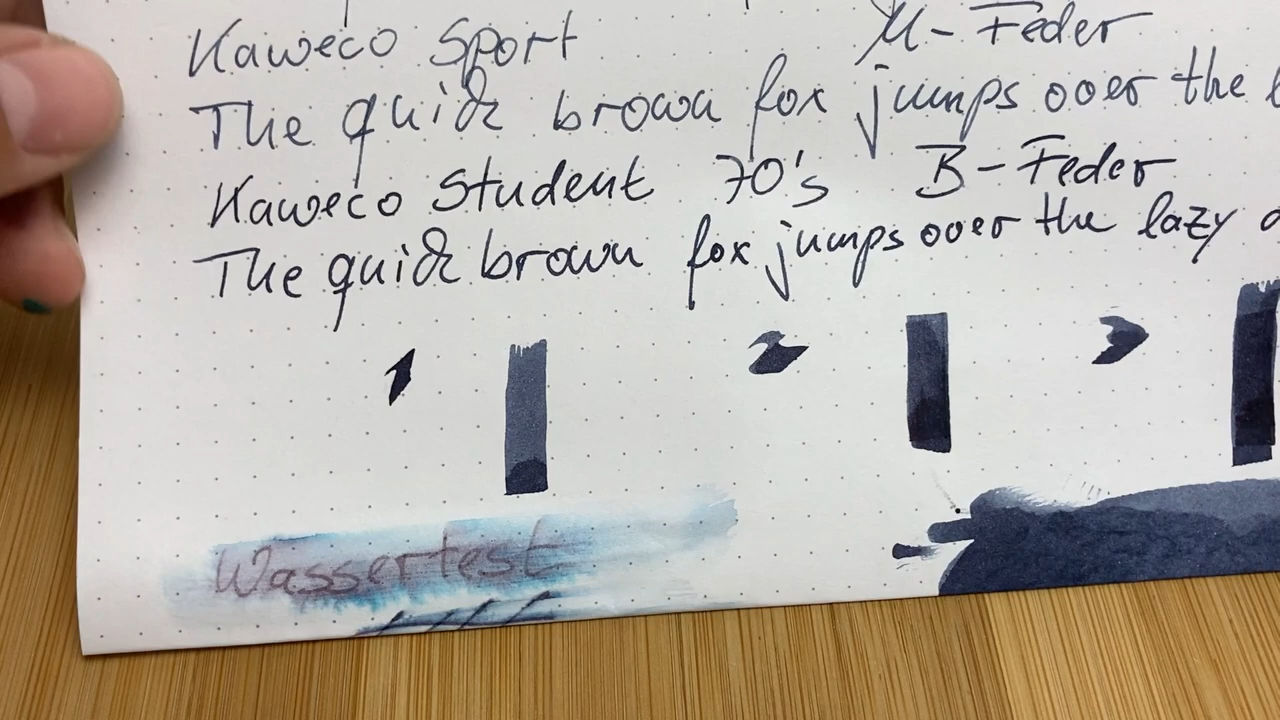 Kaweco Sport M-Feder
The quick brown fox jumps over the
Kaweco Student 70's B-Feder
The quick brown fox jumps over the lazy
Wassertest